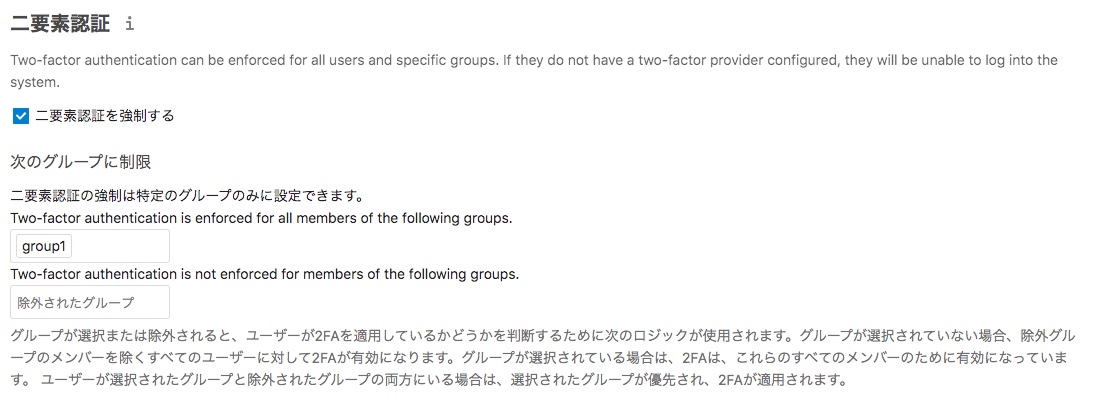 二要素認証 i
Two-factor authentication can be enforced for all users and specific groups. If they do not have a two-factor provider configured, they will be unable to log into the
system.
二要素認証を強制する
次のグループに制限
二要素認証の強制は特定のグループのみに設定できます。
Two-factor authentication is enforced for all members of the following groups.
group1
Two-factor authentication is not enforced for members of the following groups.
除外されたグループ
グループが選択または除外されると、ユーザーが2FAを適用しているかどうかを判断するために次のロジックが使用されます。グループが選択されていない場合、除外グル
ープのメンバーを除くすべてのユーザーに対して2FAが有効になります。グループが選択されている場合は、2FAは、これらのすべてのメンバーのために有効になっていま
す。 ユーザーが選択されたグループと除外されたグループの両方にいる場合は、選択されたグループが優先され、2FAが適用されます。